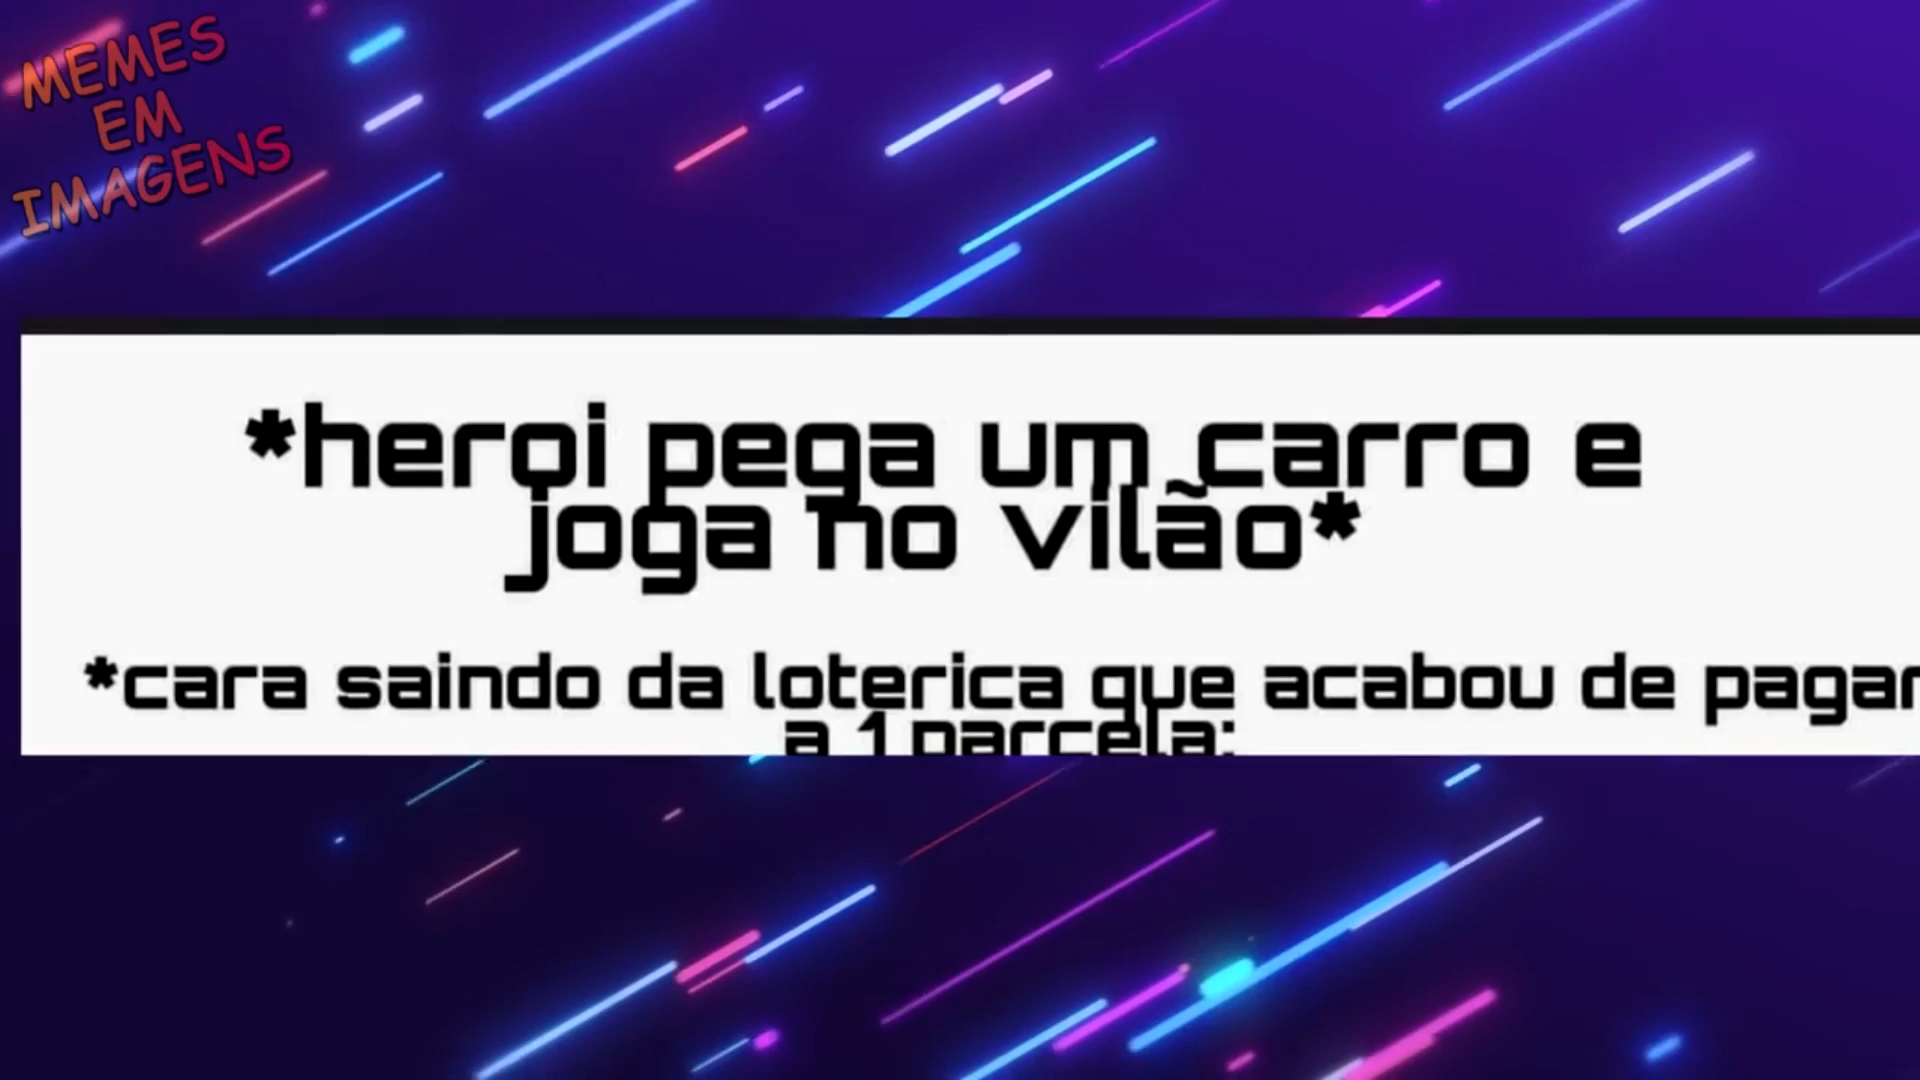 MEMES
EM
IMAGENS
*heroi pega um carro e
joga no vilão*
*cara saindo da loterica que acabou de pagar
a 1 parcela: